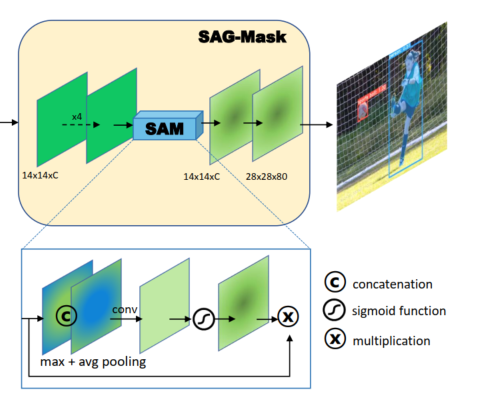 SAG-Mask
x4
SAM
14x14xC
14x14xC
28x28x80
C
conv
X
max + avg pooling
C concatenation
sigmoid function
X multiplication